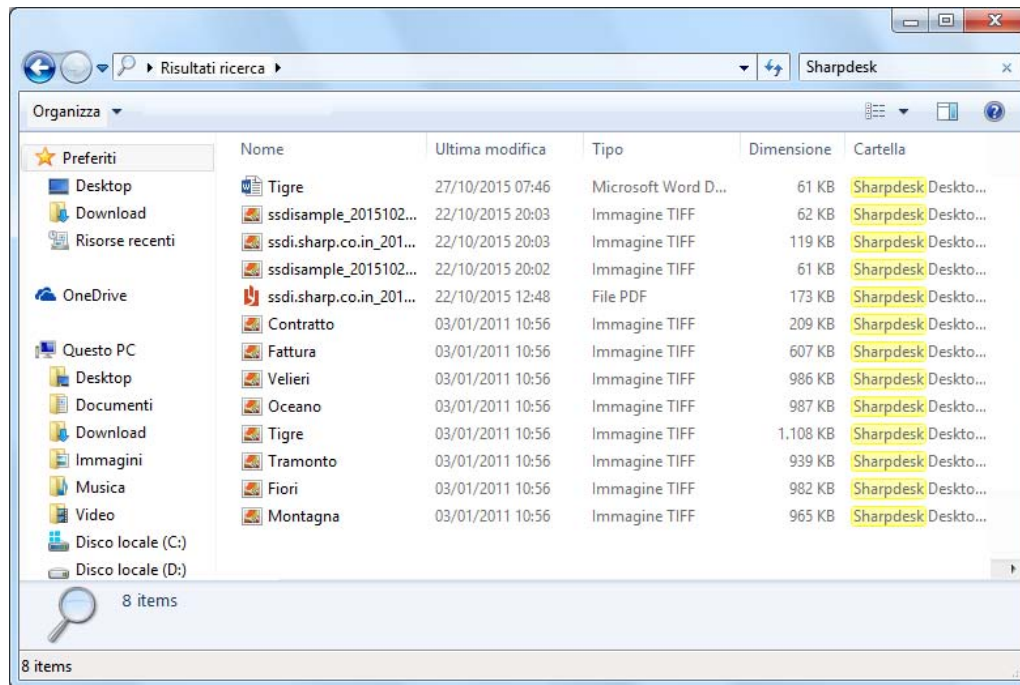 Risultati ricerca
Sharpdesk
Organizza
Preferiti
Desktop
Download
Risorse recenti
OneDrive
Questo PC
Desktop
Documenti
Download
Immagini
Musica
Video
Disco locale (C:)
Disco locale (D:)
Nome Ultima modifica Tipo Dimensione Cartella
Tigre 27/10/2015 07:46 Microsoft Word D... 61 KB Sharpdesk Deskto...
ssdisample_2015102... 22/10/2015 20:03 Immagine TIFF 62 KB Sharpdesk Deskto...
ssdi.sharp.co.in_201... 22/10/2015 20:03 Immagine TIFF 119 KB Sharpdesk Deskto...
ssdisample_2015102... 22/10/2015 20:02 Immagine TIFF 61 KB Sharpdesk Deskto...
ssdi.sharp.co.in_201... 22/10/2015 12:48 File PDF 173 KB Sharpdesk Deskto...
Contratto 03/01/2011 10:56 Immagine TIFF 209 KB Sharpdesk Deskto...
Fattura 03/01/2011 10:56 Immagine TIFF 607 KB Sharpdesk Deskto...
Velieri 03/01/2011 10:56 Immagine TIFF 986 KB Sharpdesk Deskto...
Oceano 03/01/2011 10:56 Immagine TIFF 987 KB Sharpdesk Deskto...
Tigre 03/01/2011 10:56 Immagine TIFF 1.108 KB Sharpdesk Deskto...
Tramonto 03/01/2011 10:56 Immagine TIFF 939 KB Sharpdesk Deskto...
Fiori 03/01/2011 10:56 Immagine TIFF 982 KB Sharpdesk Deskto...
Montagna 03/01/2011 10:56 Immagine TIFF 965 KB Sharpdesk Deskto...
8 items
8 items